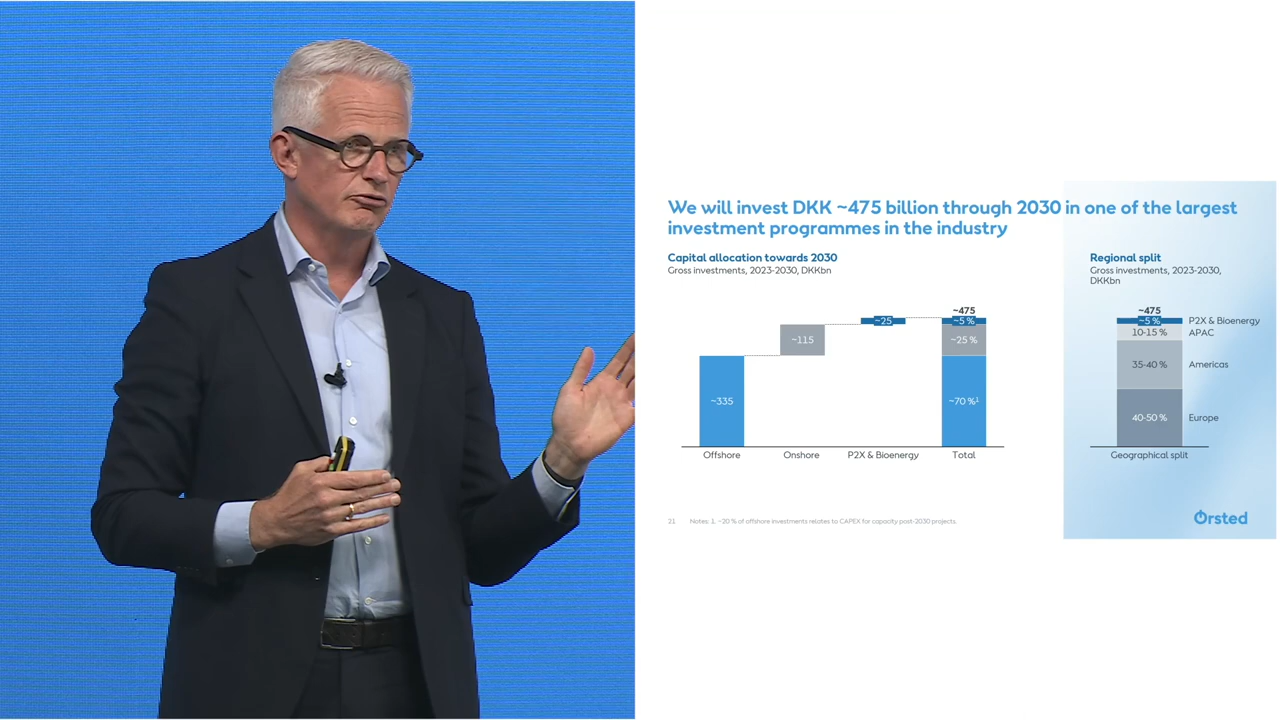 We will invest DKK ~475 billion through 2030 in one of the largest
investment programmes in the industry
Capital allocation towards 2030
Gross investments, 2023-2030, DKKbn
~335
~115
~25
~475
~5 %
~25 %
~70 %¹
Offshore
Onshore
P2X & Bioenergy
Total
Regional split
Gross investments, 2023-2030,
DKKbn
~475
~5 % P2X & Bioenergy
10-15 % APAC
35-40 % Americas
40-50 % Europe
Geographical split
21 Notes: 1. ~20 % of offshore investments relates to CAPEX for capacity post-2030 projects.
Ørsted